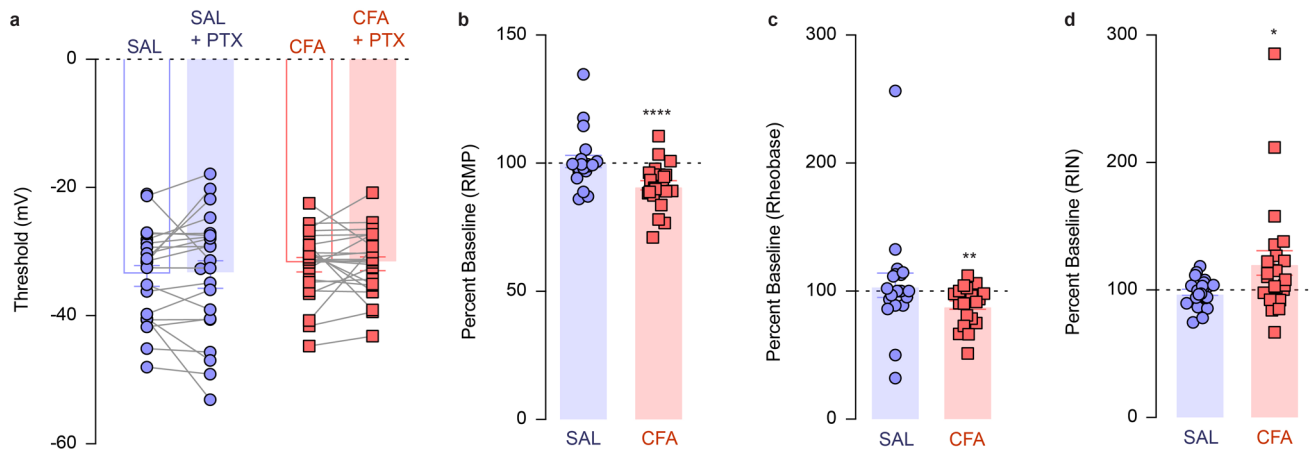 a
SAL
SAL
+ PTX
CFA
CFA
+ PTX
Threshold (mV)
0
-20
-40
-60
b
Percent Baseline (RMP)
150
100
50
0
****
SAL
CFA
c
Percent Baseline (Rheobase)
300
200
100
0
**
SAL
CFA
d
Percent Baseline (RIN)
300
200
100
0
*
SAL
CFA